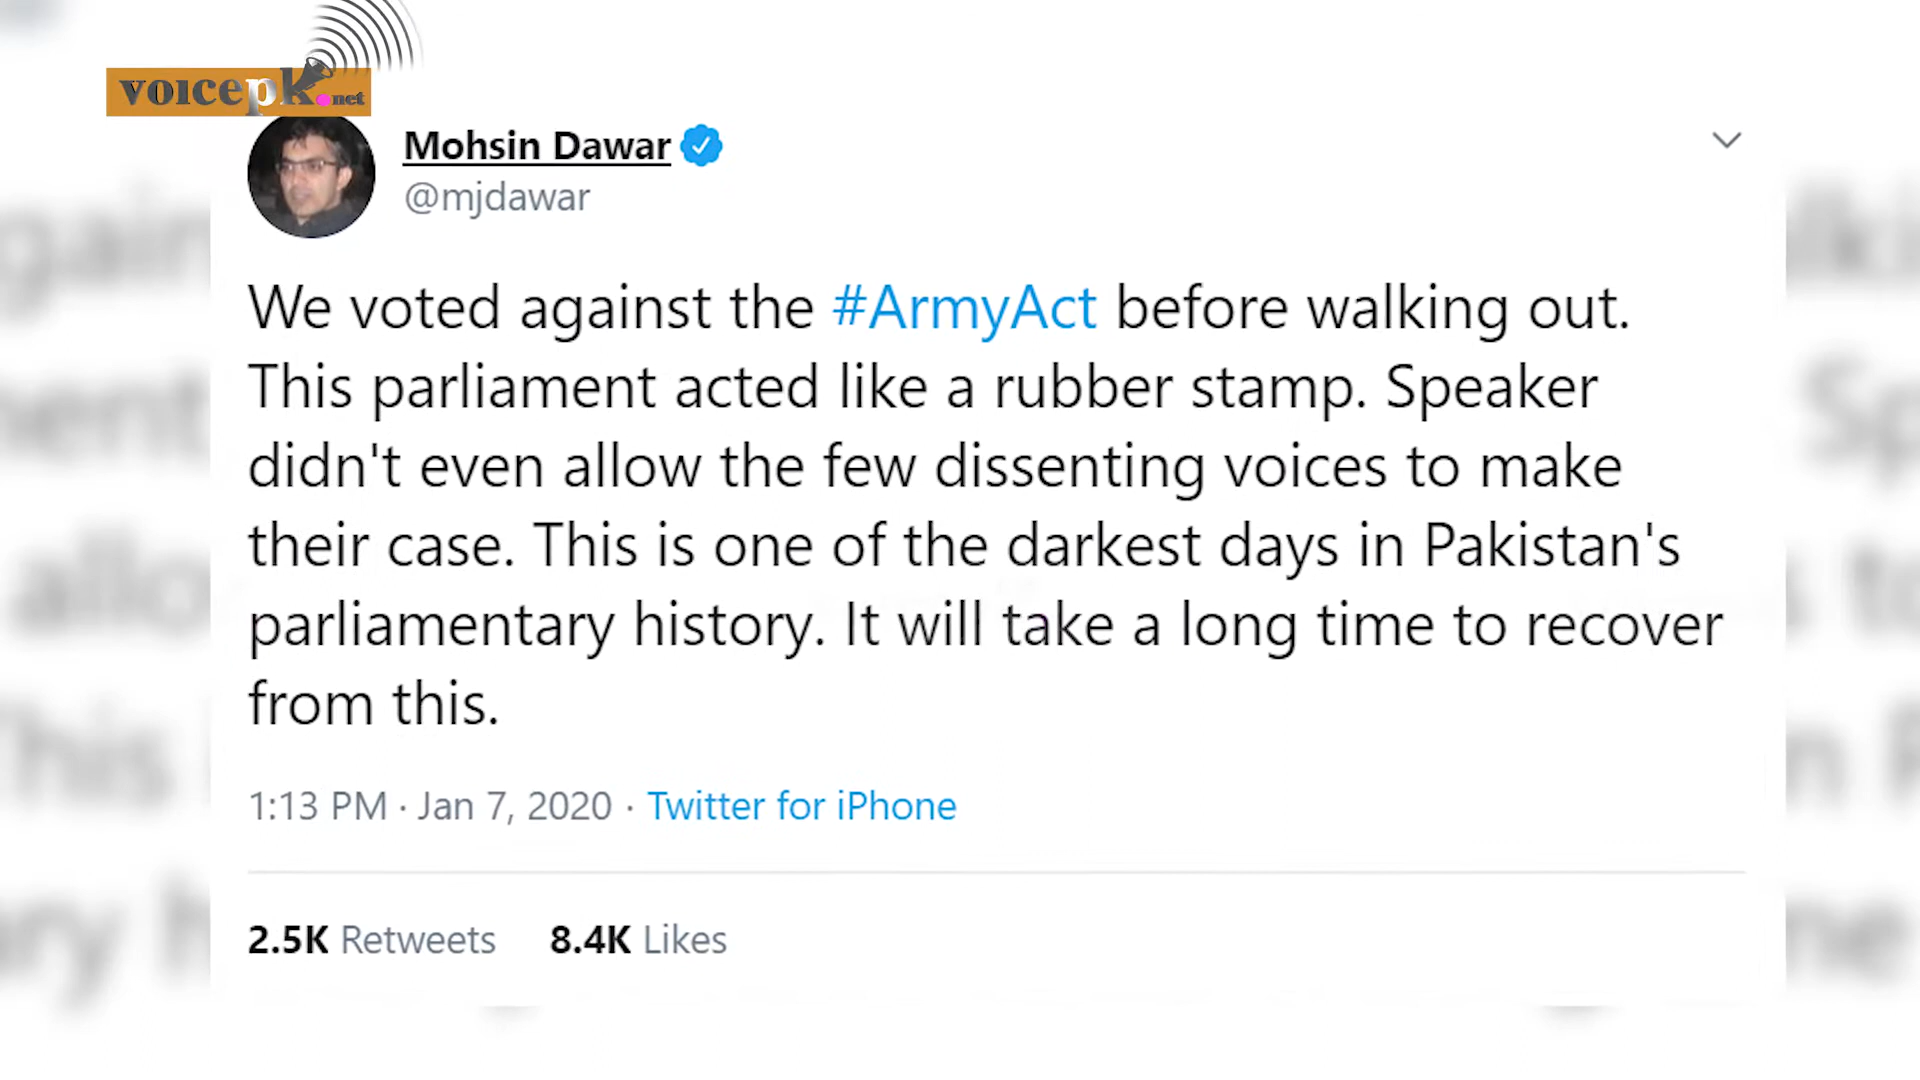 voicepk.net
Mohsin Dawar
@mjdawar
We voted against the #ArmyAct before walking out.
This parliament acted like a rubber stamp. Speaker
didn't even allow the few dissenting voices to make
their case. This is one of the darkest days in Pakistan's
parliamentary history. It will take a long time to recover
from this.
1:13 PM · Jan 7, 2020 · Twitter for iPhone
2.5K Retweets 8.4K Likes